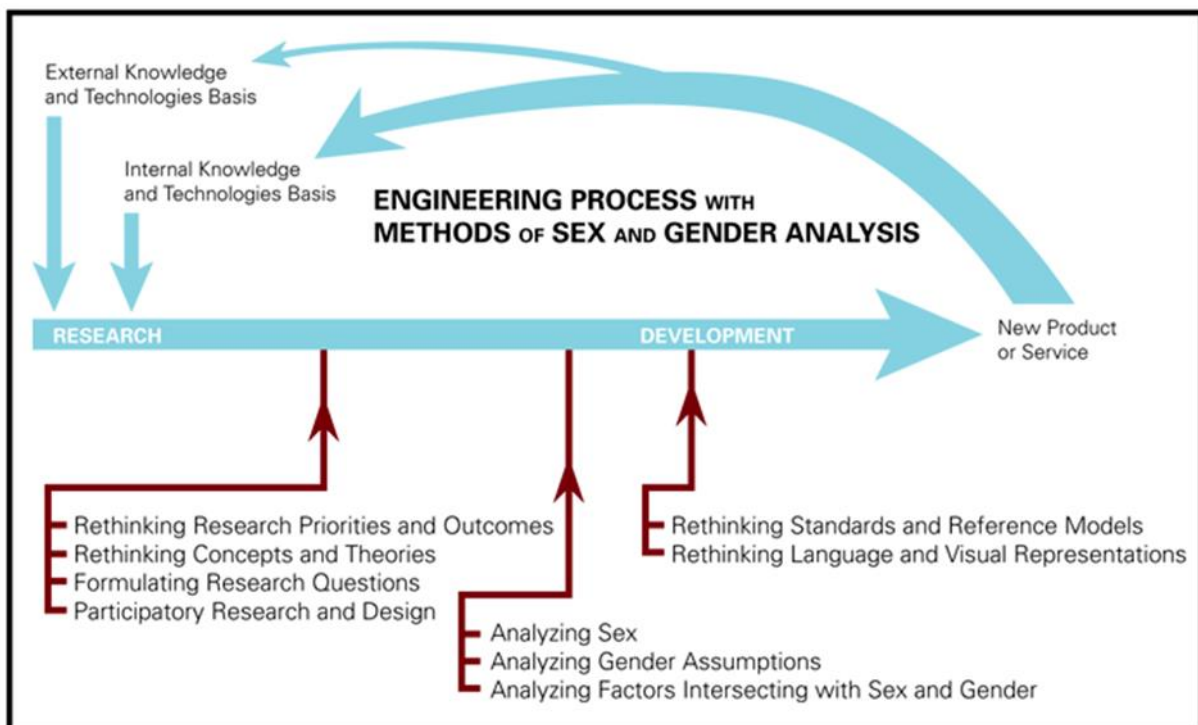 External Knowledge
and Technologies Basis
Internal Knowledge
and Technologies Basis
ENGINEERING PROCESS WITH
METHODS OF SEX AND GENDER ANALYSIS
RESEARCH
DEVELOPMENT
New Product
or Service
Rethinking Research Priorities and Outcomes
Rethinking Concepts and Theories
Formulating Research Questions
Participatory Research and Design
Analyzing Sex
Analyzing Gender Assumptions
Analyzing Factors Intersecting with Sex and Gender
Rethinking Standards and Reference Models
Rethinking Language and Visual Representations